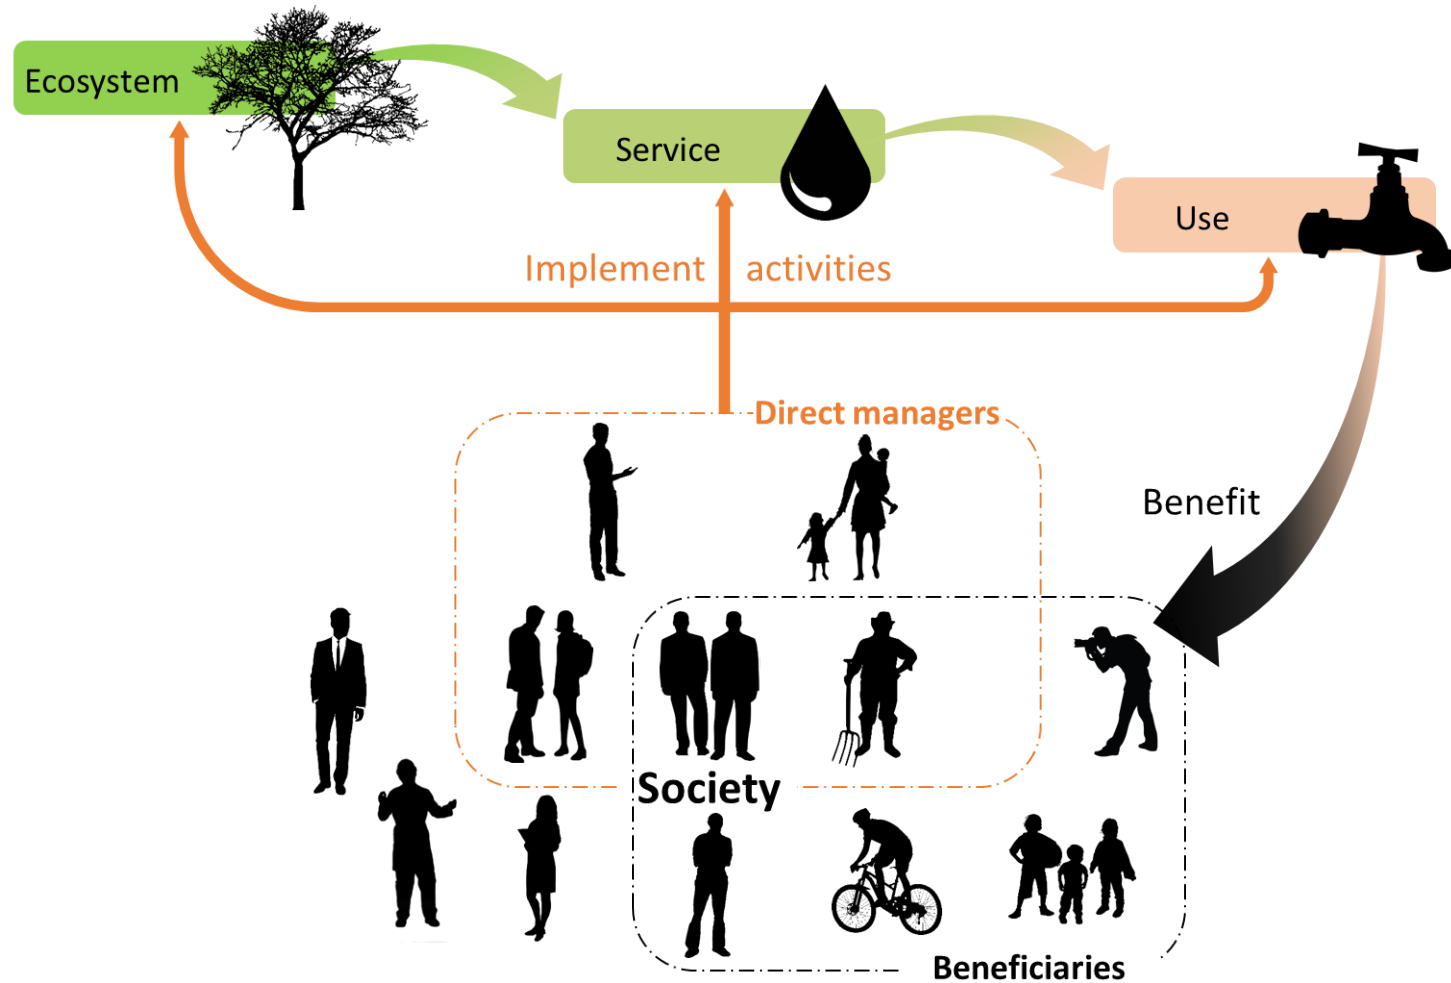 Ecosystem
Service
Use
Implement activities
Direct managers
Benefit
Society
Beneficiaries